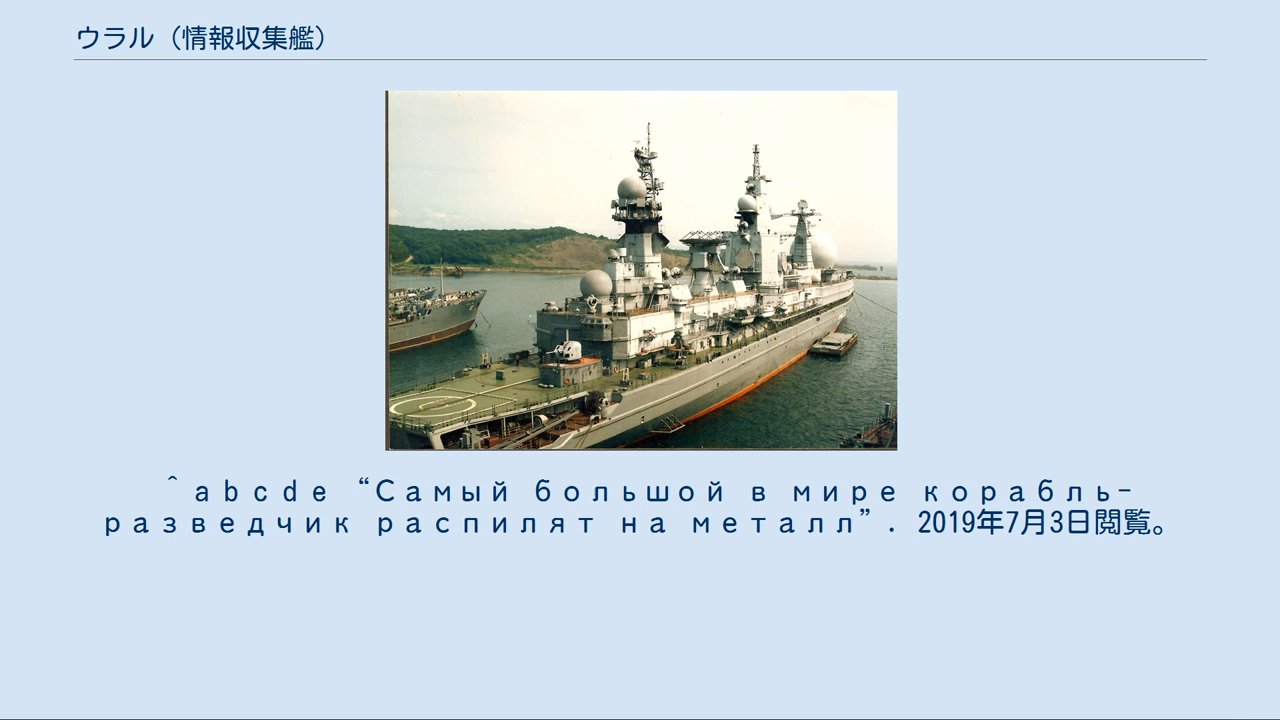 ウラル（情報収集艦）
^ a b c d e “Самый большой в мире корабль-
разведчик распилят на металл”. 2019年7月3日閲覧。